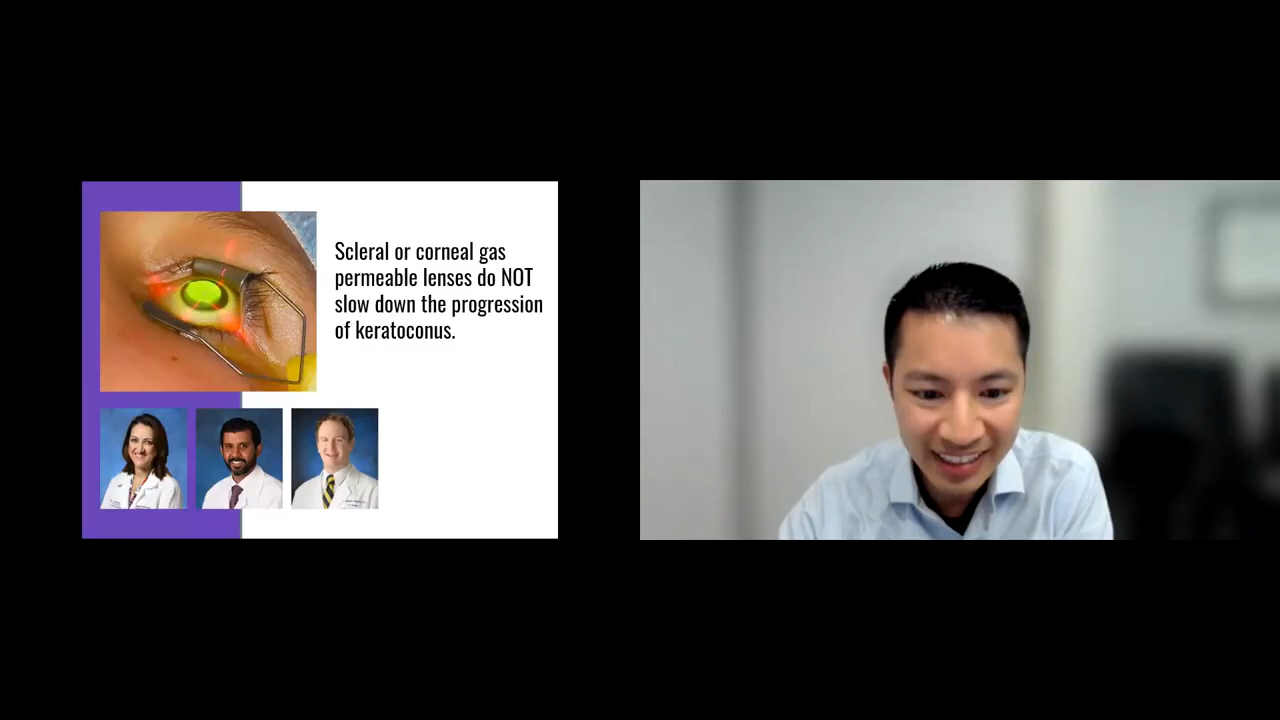 Scleral or corneal gas
permeable lenses do NOT
slow down the progression
of keratoconus.